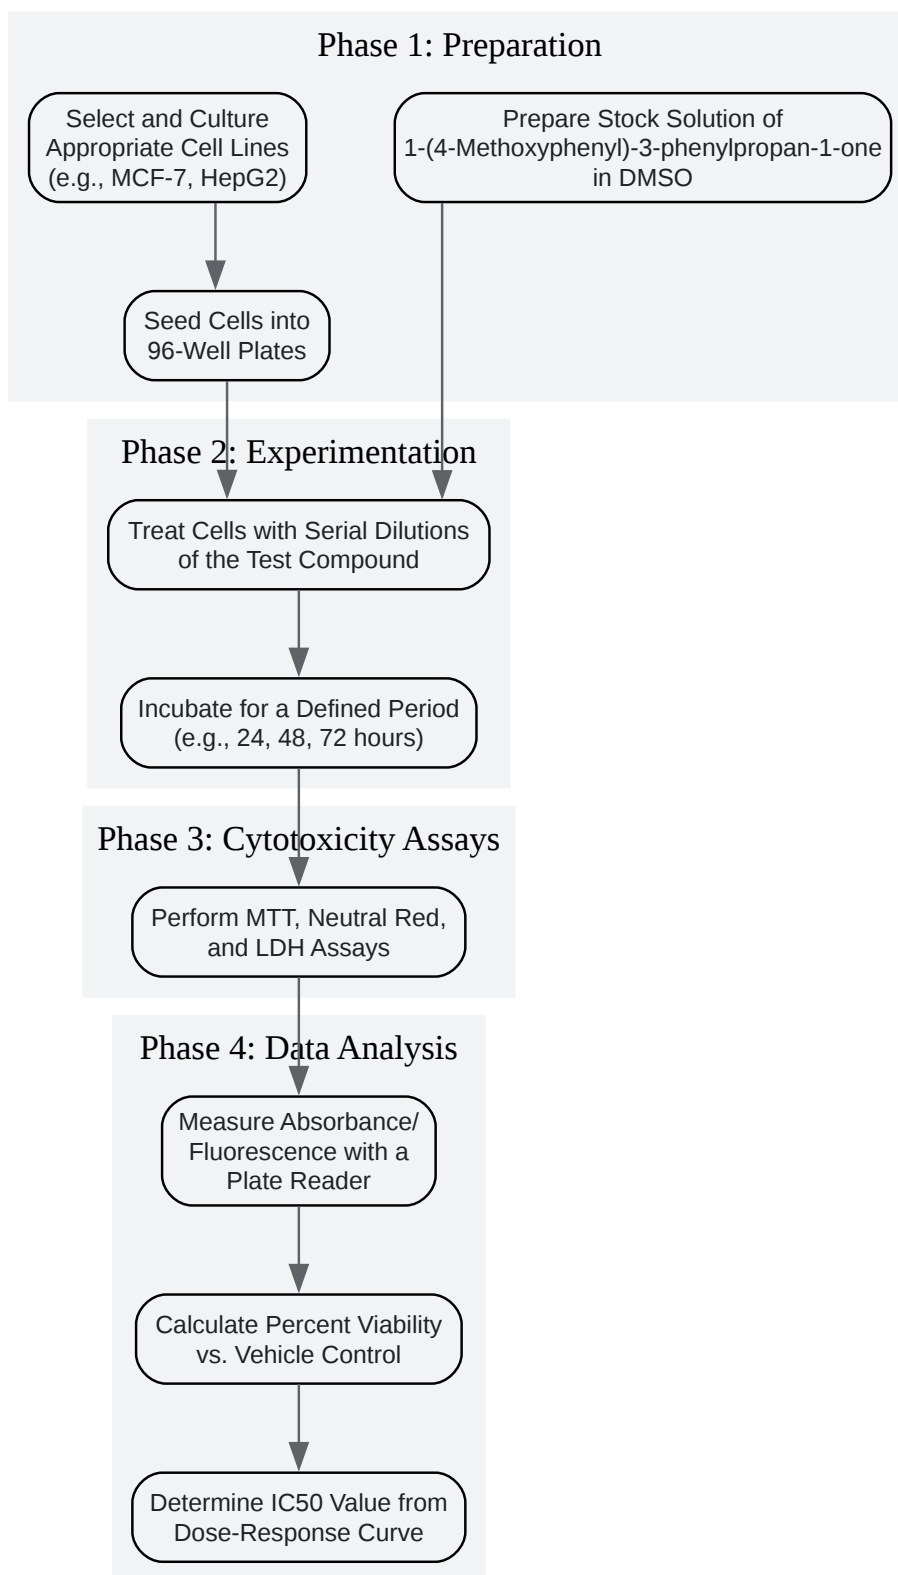 Phase 1: Preparation
Select and Culture
Appropriate Cell Lines
(e.g., MCF-7, HepG2)
Prepare Stock Solution of
1-(4-Methoxyphenyl)-3-phenylpropan-1-one
in DMSO
Seed Cells into
96-Well Plates
Phase 2: Experimentation
Treat Cells with Serial Dilutions
of the Test Compound
Incubate for a Defined Period
(e.g., 24, 48, 72 hours)
Phase 3: Cytotoxicity Assays
Perform MTT, Neutral Red,
and LDH Assays
Phase 4: Data Analysis
Measure Absorbance/
Fluorescence with a
Plate Reader
Calculate Percent Viability
vs. Vehicle Control
Determine IC50 Value from
Dose-Response Curve